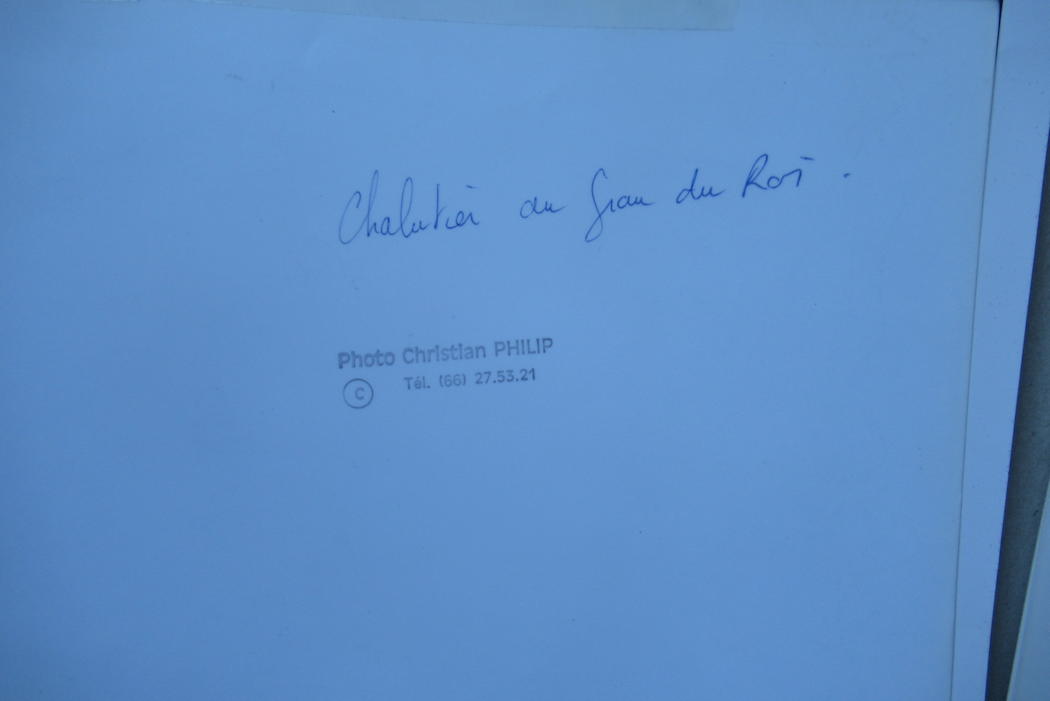 Chalutier au Grau du Roi.
Photo Christian PHILIP
C Tél. (66) 27.53.21